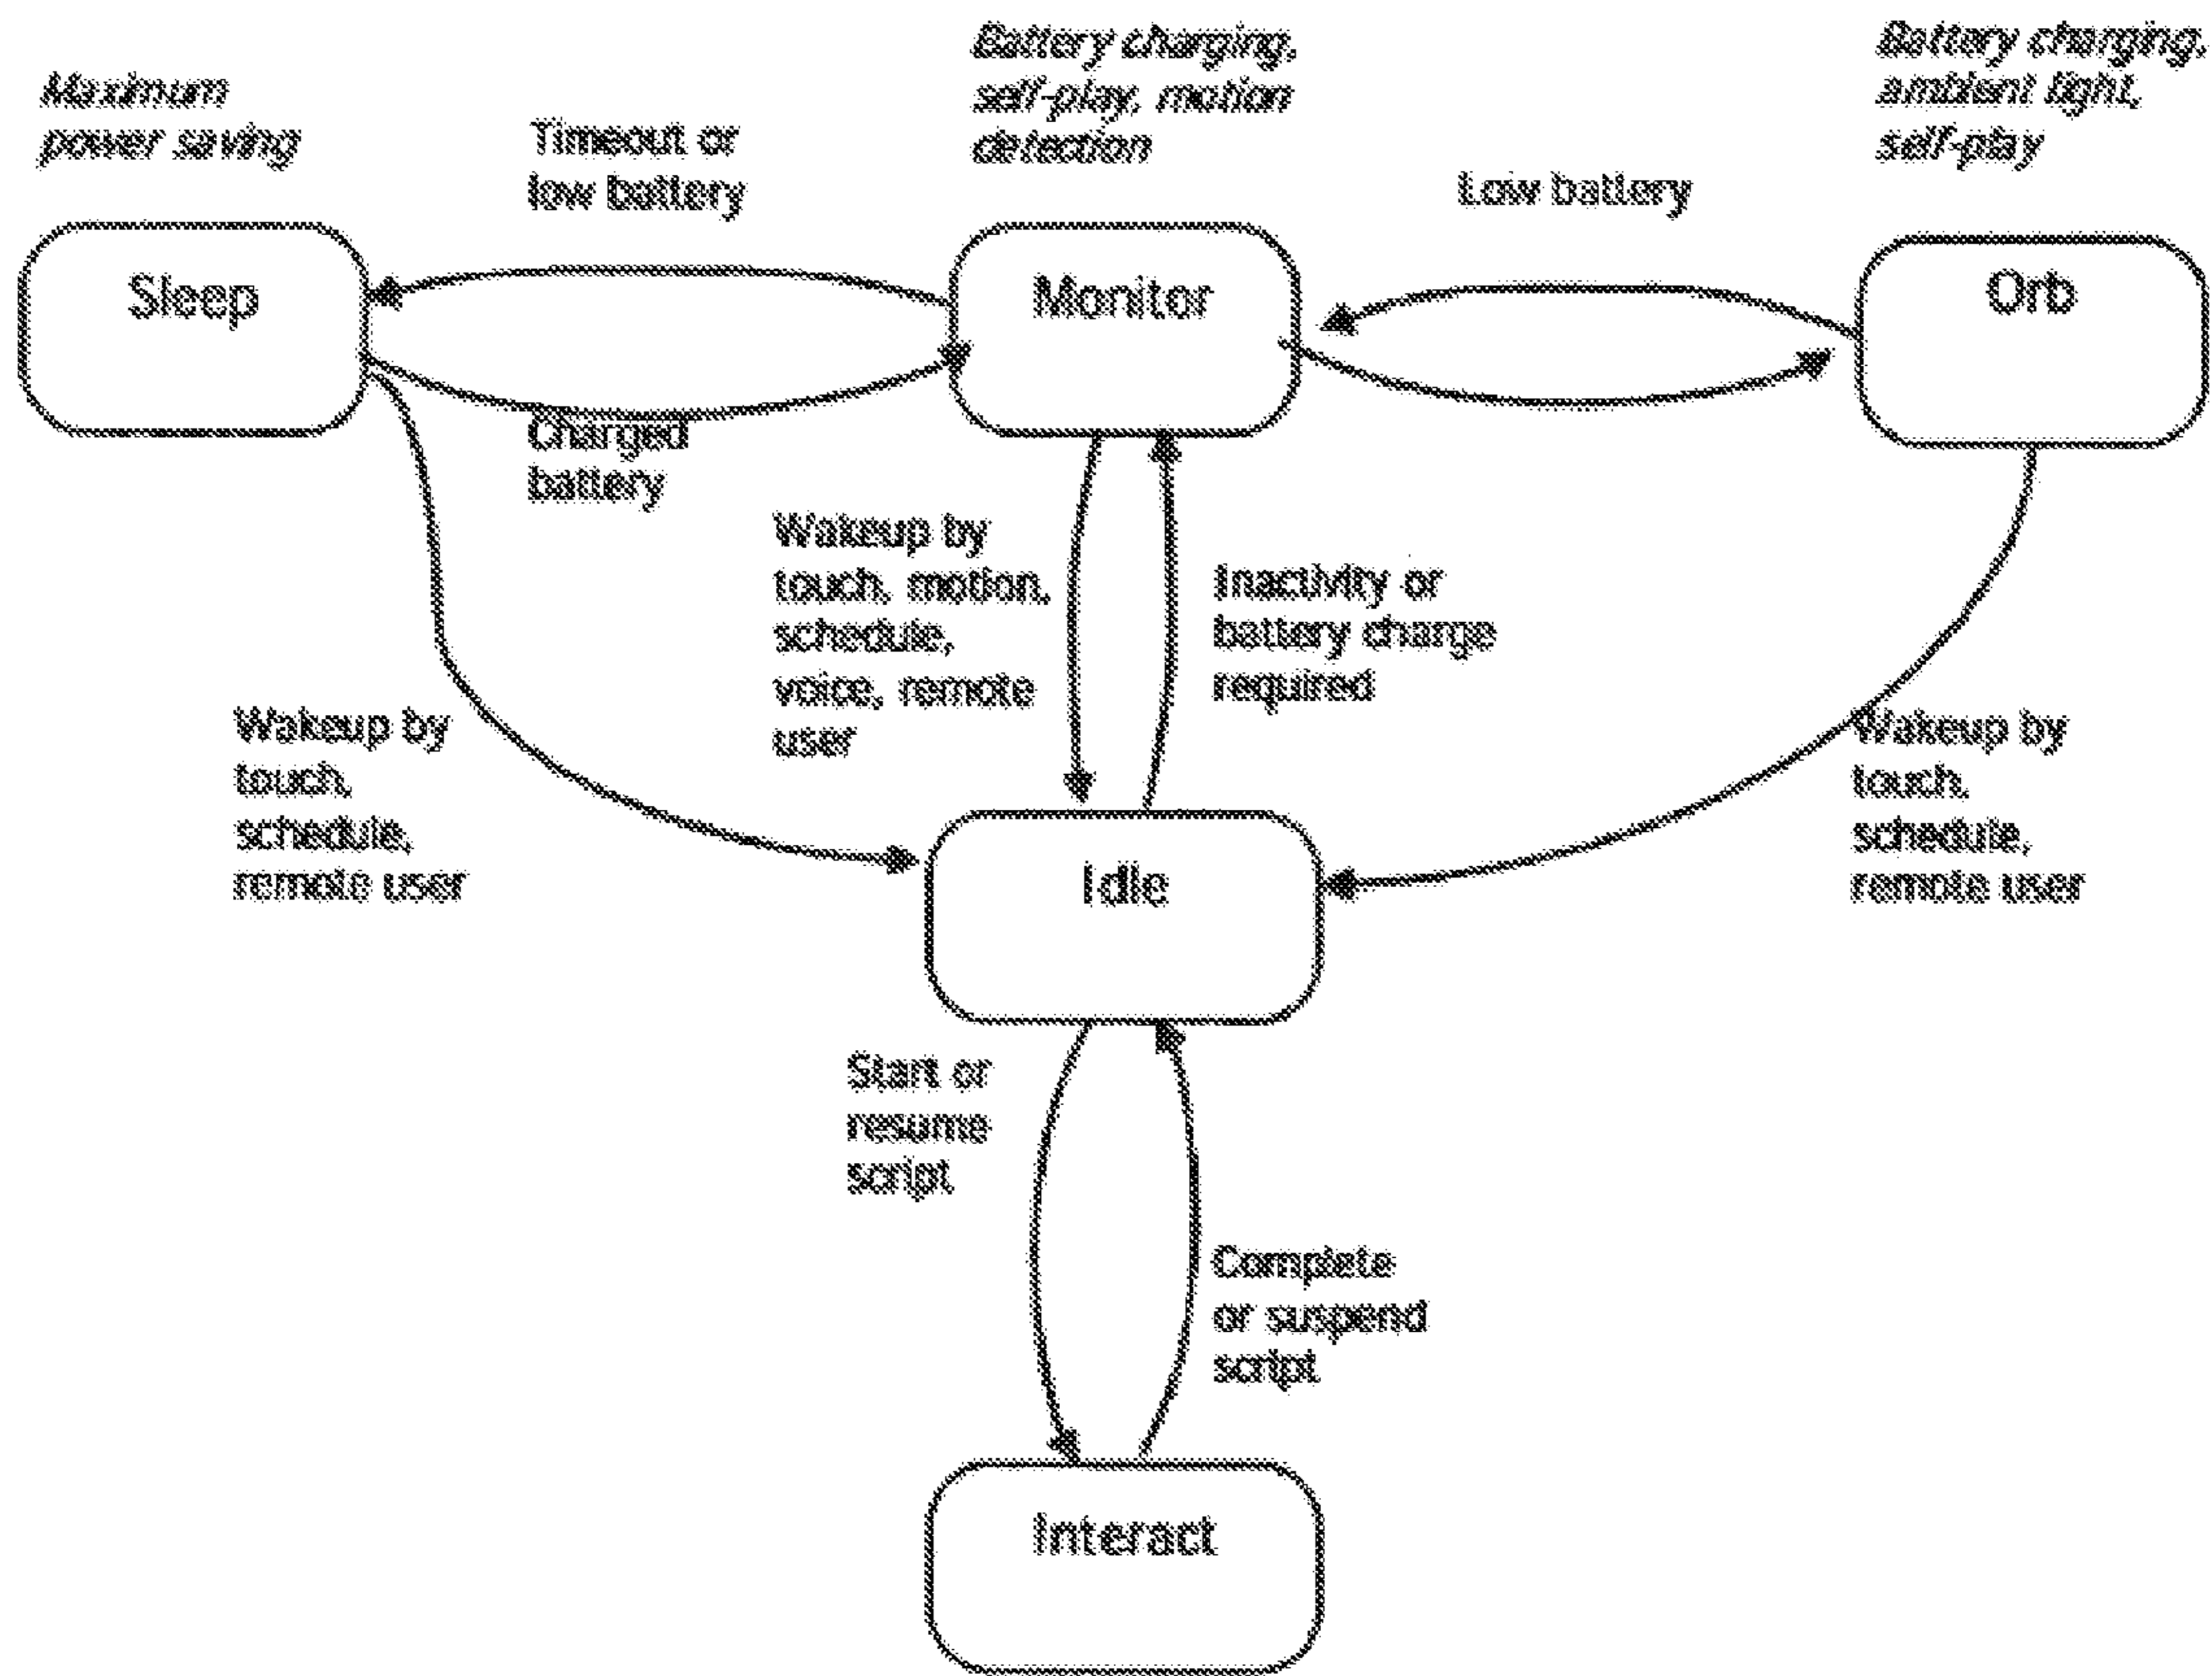 Maximum
power saving
Timeout or
low battery
Battery charging,
self-play, motion
detection
Low battery
Battery charging,
ambient light,
self-play
Sleep
Monitor
Orb
Charged
battery
Wakeup by
touch, motion,
schedule,
voice, remote
user
Inactivity or
battery charge
required
Wakeup by
touch,
schedule,
remote user
Wakeup by
touch,
schedule,
remote user
Idle
Start or
resume
script
Complete
or suspend
script
Interact